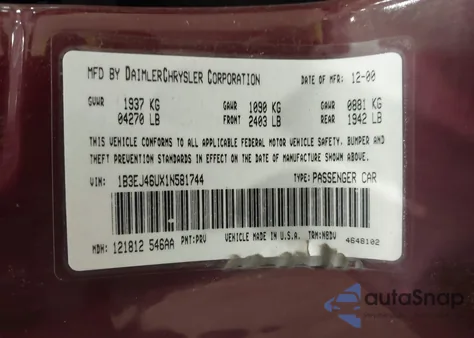 MFD BY DAIMLERCHRYSLER CORPORATION DATE OF MFR: 12-00
GVWR 1937 KG GAWR 1090 KG GAWR 0881 KG
04270 LB FRONT 2403 LB REAR 1942 LB
THIS VEHICLE CONFORMS TO ALL APPLICABLE FEDERAL MOTOR VEHICLE SAFETY, BUMPER AND
THEFT PREVENTION STANDARDS IN EFFECT ON THE DATE OF MANUFACTURE SHOWN ABOVE.
VIN: 1B3EJ46UX1N581744 TYPE: PASSENGER CAR
MDH: 121812 546AA PNT: PRV VEHICLE MADE IN U.S.A. TRM: N8DV
4648102
autaSnap